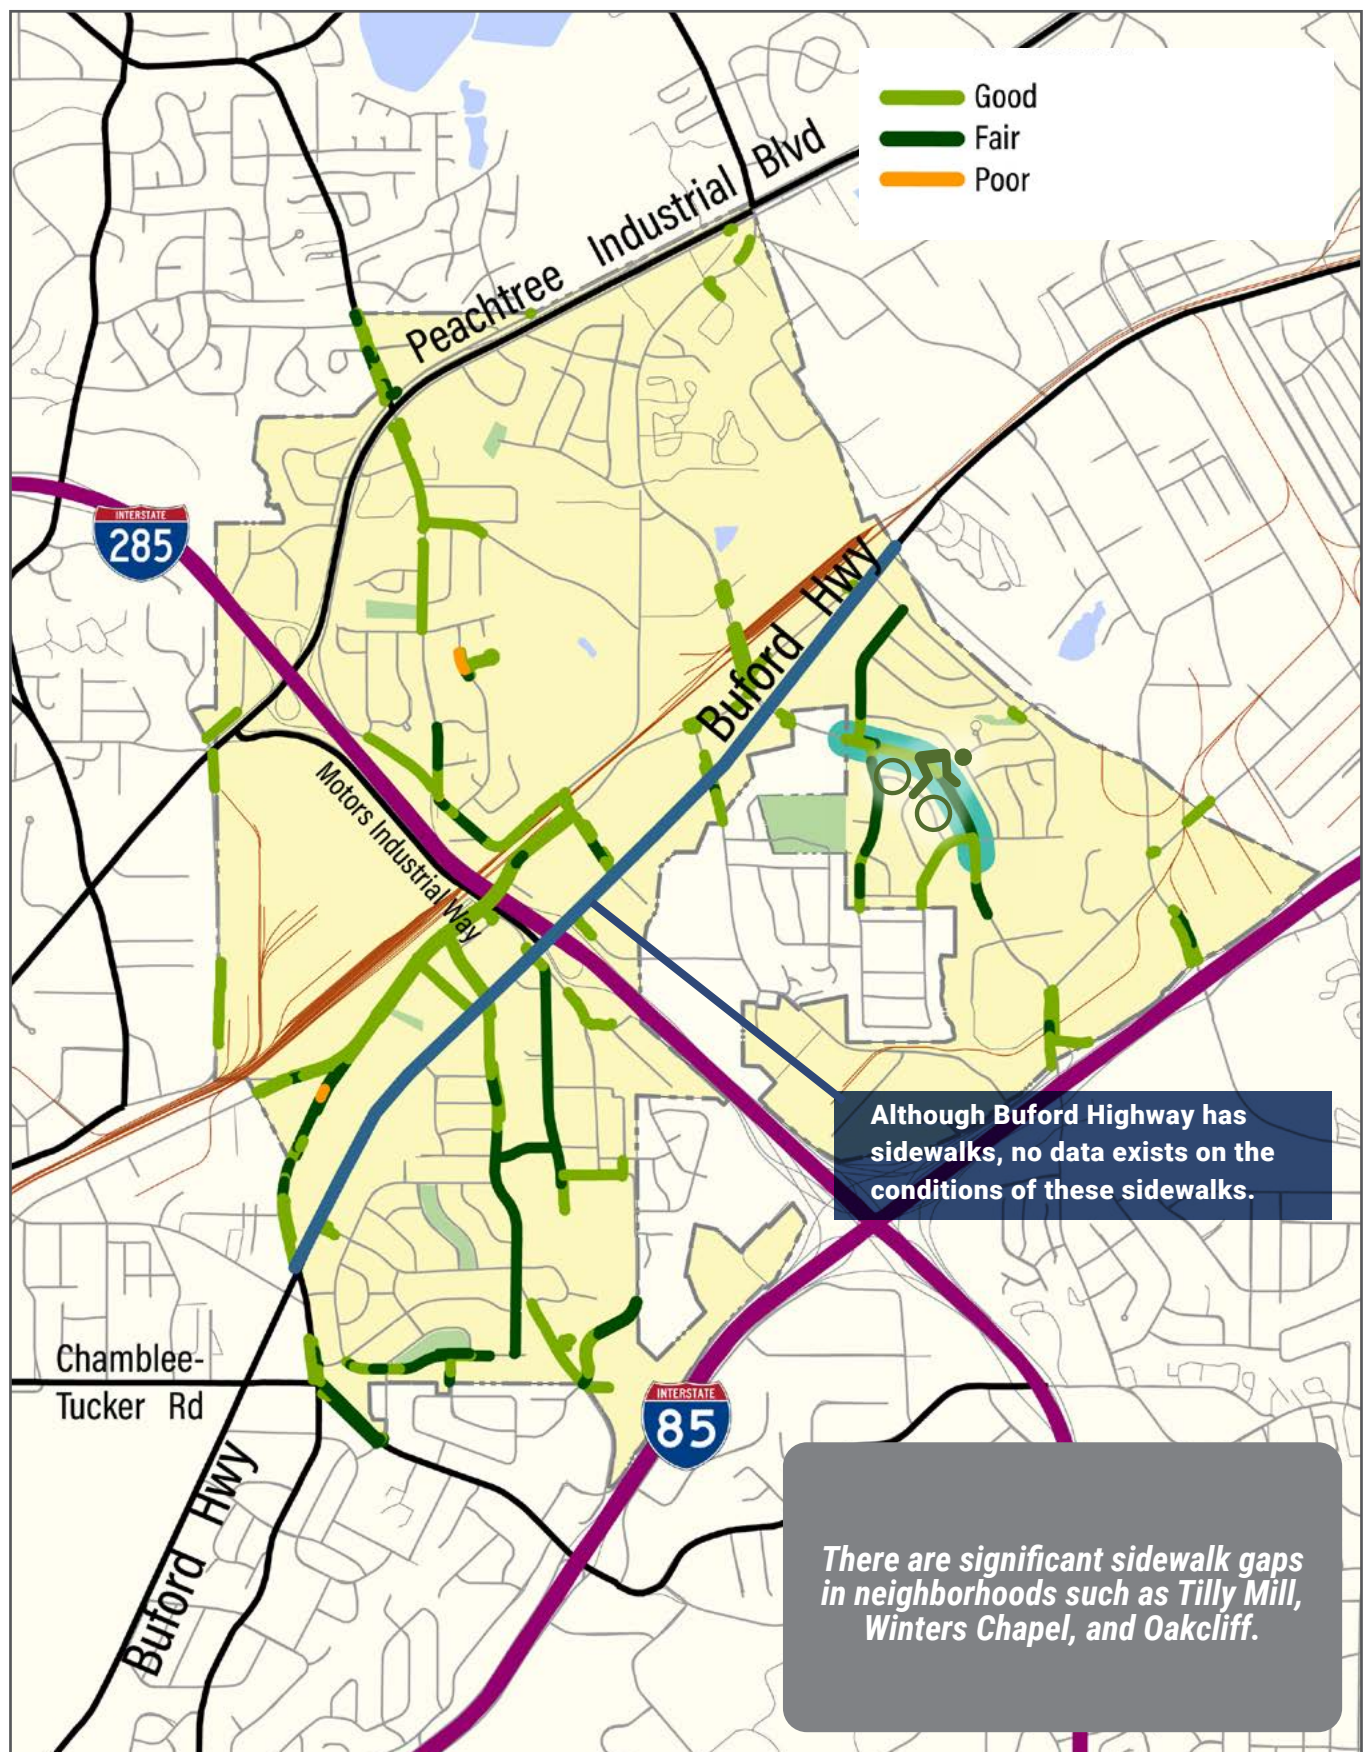 Good
Fair
Poor
Peachtree Industrial Blvd
INTERSTATE
285
Buford Hwy
Motors Industrial Way
Although Buford Highway has
sidewalks, no data exists on the
conditions of these sidewalks.
Chamblee-
Tucker Rd
INTERSTATE
85
Buford Hwy
There are significant sidewalk gaps
in neighborhoods such as Tilly Mill,
Winters Chapel, and Oakcliff.